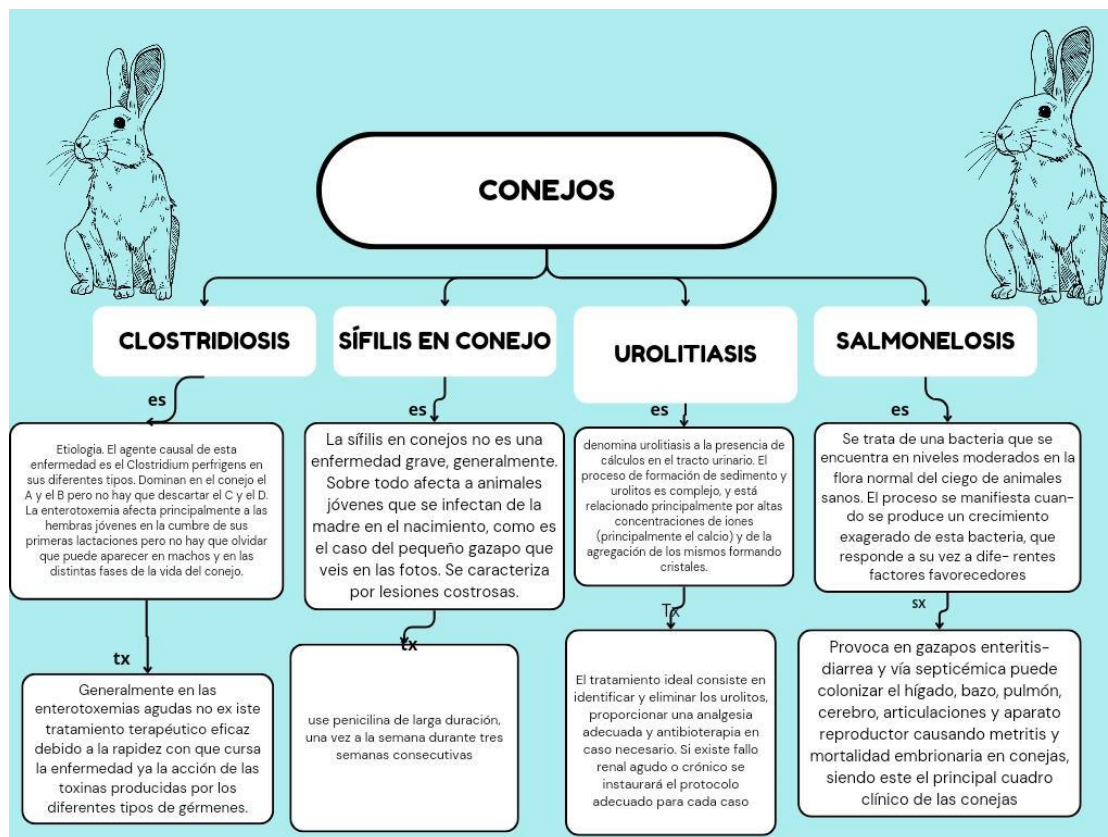 CONEJOS
CLOSTRIDIOSIS
es
Etiologia. El agente causal de esta
enfermedad es el Clostridium perfrigens en
sus diferentes tipos. Dominan en el conejo el
A y el B pero no hay que descartar el C y el D.
La enterotoxemia afecta principalmente a las
hembras jóvenes en la cumbre de sus
primeras lactaciones pero no hay que olvidar
que puede aparecer en machos y en las
distintas fases de la vida del conejo.
tx
Generalmente en las
enterotoxemias agudas no ex iste
tratamiento terapéutico eficaz
debido a la rapidez con que cursa
la enfermedad ya la acción de las
toxinas producidas por los
diferentes tipos de gérmenes.
SÍFILIS EN CONEJO
es
La sífilis en conejos no es una
enfermedad grave, generalmente.
Sobre todo afecta a animales
jóvenes que se infectan de la
madre en el nacimiento, como es
el caso del pequeño gazapo que
veis en las fotos. Se caracteriza
por lesiones costrosas.
tx
use penicilina de larga duración,
una vez a la semana durante tres
semanas consecutivas
UROLITIASIS
es
denomina urolitiasis a la presencia de
cálculos en el tracto urinario. El
proceso de formación de sedimento y
urolitos es complejo, y está
relacionado principalmente por altas
concentraciones de iones
(principalmente el calcio) y de la
agregación de los mismos formando
cristales.
Tx
El tratamiento ideal consiste en
identificar y eliminar los urolitos,
proporcionar una analgesia
adecuada y antibioterapia en
caso necesario. Si existe fallo
renal agudo o crónico se
instaurará el protocolo
adecuado para cada caso
SALMONELOSIS
es
Se trata de una bacteria que se
encuentra en niveles moderados en la
flora normal del ciego de animales
sanos. El proceso se manifiesta cuan-
do se produce un crecimiento
exagerado de esta bacteria, que
responde a su vez a dife- rentes
factores favorecedores
sx
Provoca en gazapos enteritis-
diarrea y vía septicémica puede
colonizar el hígado, bazo, pulmón,
cerebro, articulaciones y aparato
reproductor causando metritis y
mortalidad embrionaria en conejas,
siendo este el principal cuadro
clínico de las conejas